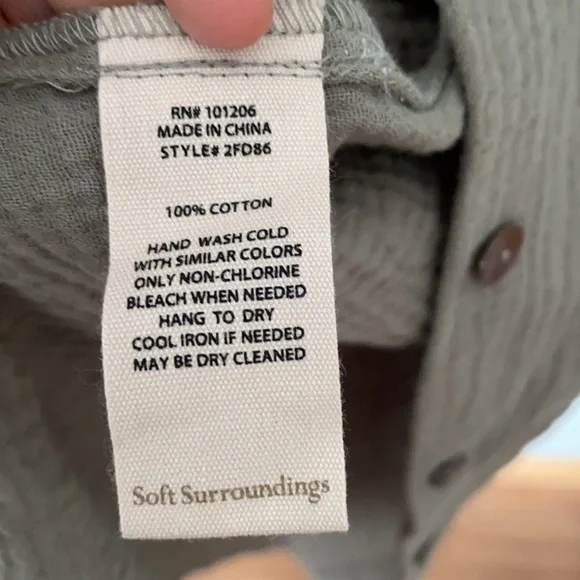 RN# 101206
MADE IN CHINA
STYLE# 2FD86
100% COTTON
HAND WASH COLD
WITH SIMILAR COLORS
ONLY NON-CHLORINE
BLEACH WHEN NEEDED
HANG TO DRY
COOL IRON IF NEEDED
MAY BE DRY CLEANED
Soft Surroundings